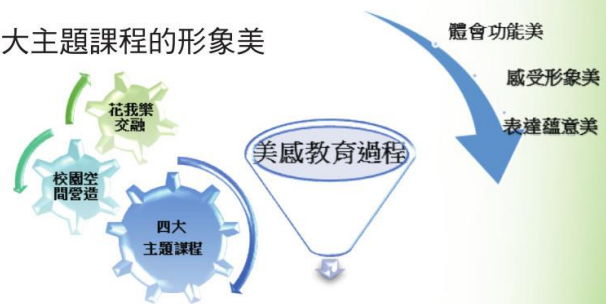 大主題課程的形象美
花我樂
交融
校園空
間營造
四大
主題課程
美感教育過程
體會功能美
感受形象美
表達蘊意美